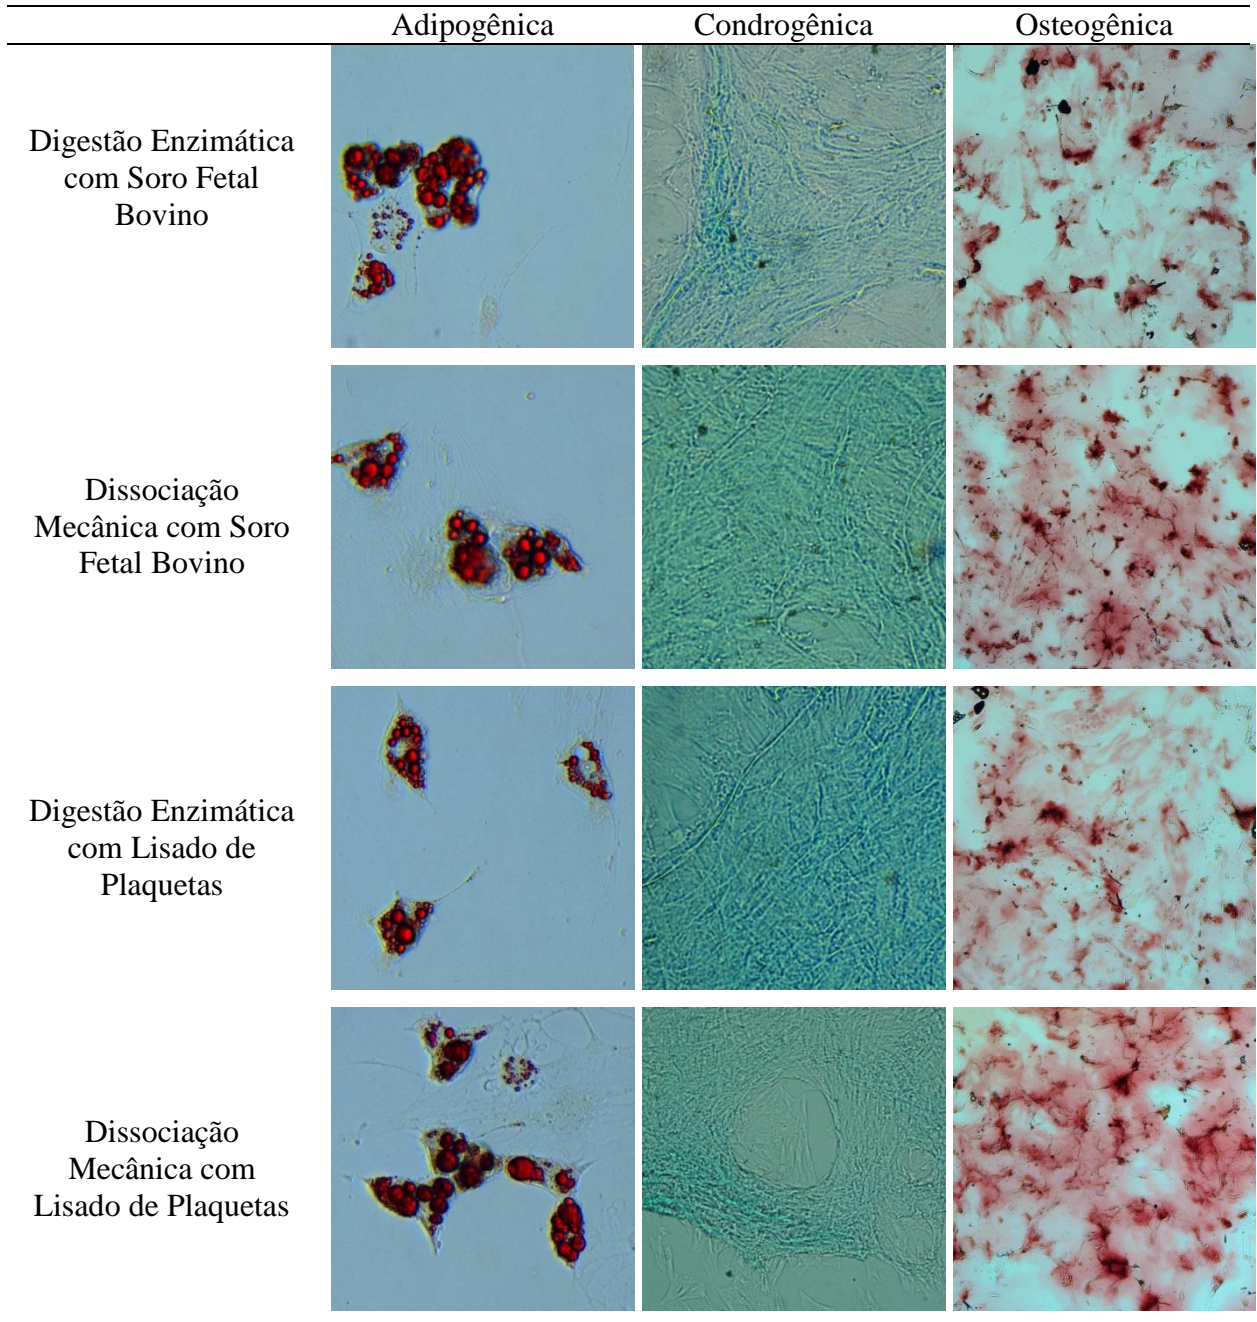 Adipogênica Condrogênica Osteogênica
Digestão Enzimática
com Soro Fetal
Bovino
Dissociação
Mecânica com Soro
Fetal Bovino
Digestão Enzimática
com Lisado de
Plaquetas
Dissociação
Mecânica com
Lisado de Plaquetas